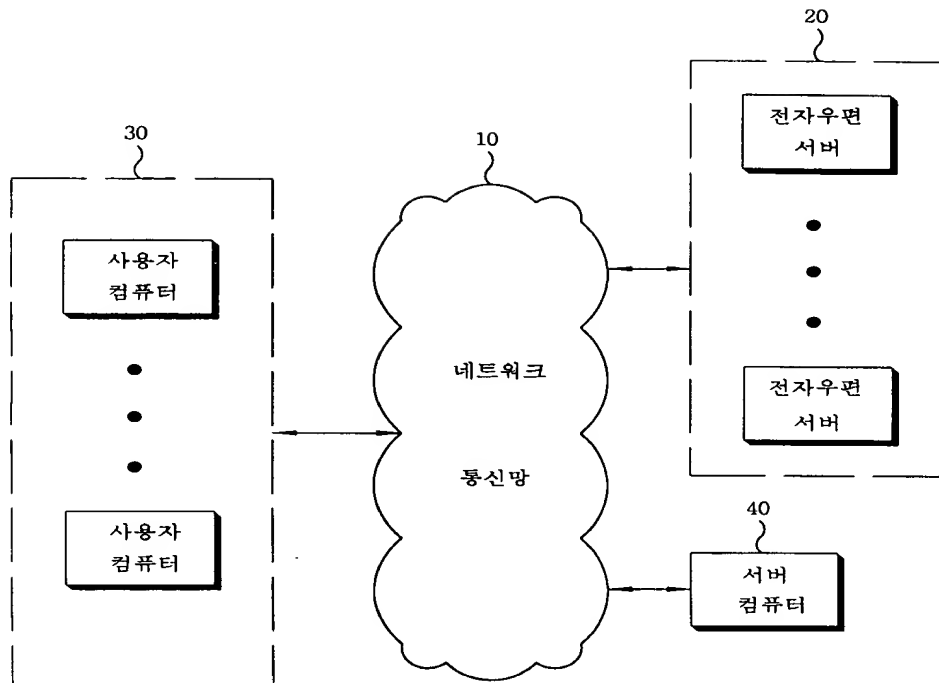 20
전자우편
서버
30
10
사용자
컴퓨터
네트워크
전자우편
서버
통신망
40
사용자
컴퓨터
서버
컴퓨터